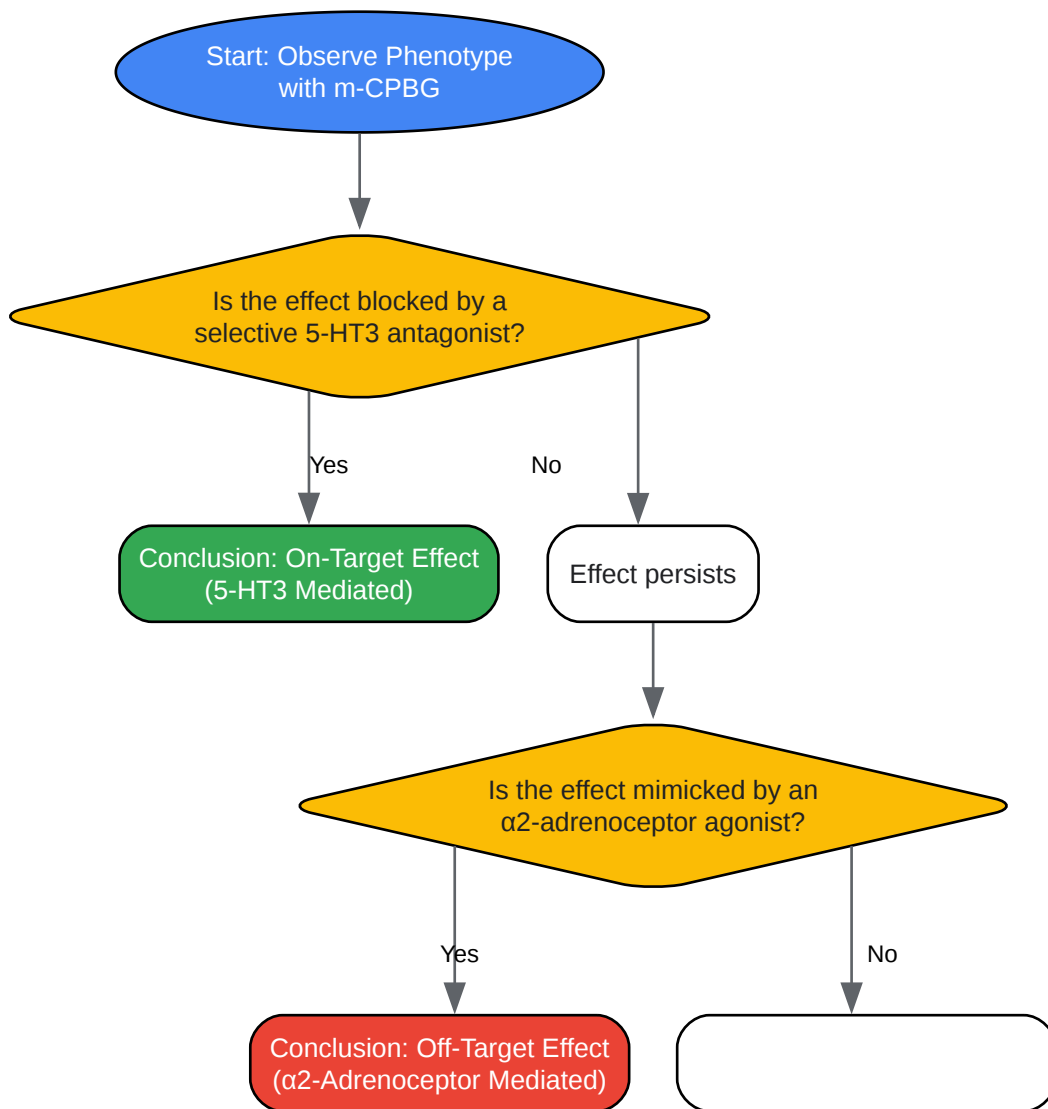 Start: Observe Phenotype
with m-CPBG
Is the effect blocked by a
selective 5-HT3 antagonist?
Yes
No
Conclusion: On-Target Effect
(5-HT3 Mediated)
Effect persists
Is the effect mimicked by an
α2-adrenoceptor agonist?
Yes
No
Conclusion: Off-Target Effect
(α2-Adrenoceptor Mediated)